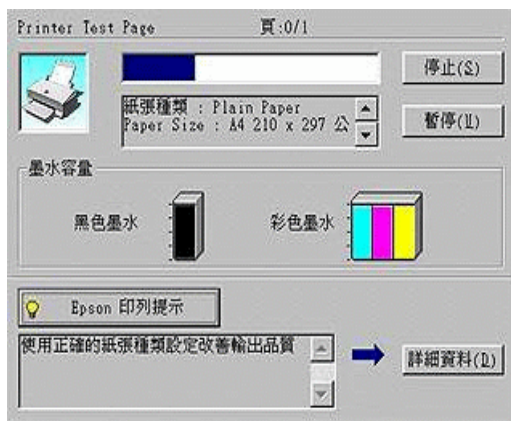 Printer Test Page 頁:0/1
停止(S)
紙張種類 : Plain Paper
Paper Size : A4 210 x 297 公
暫停(U)
墨水容量
黑色墨水
彩色墨水
Epson 印列提示
使用正確的紙張種類設定改善輸出品質
詳細資料(D)